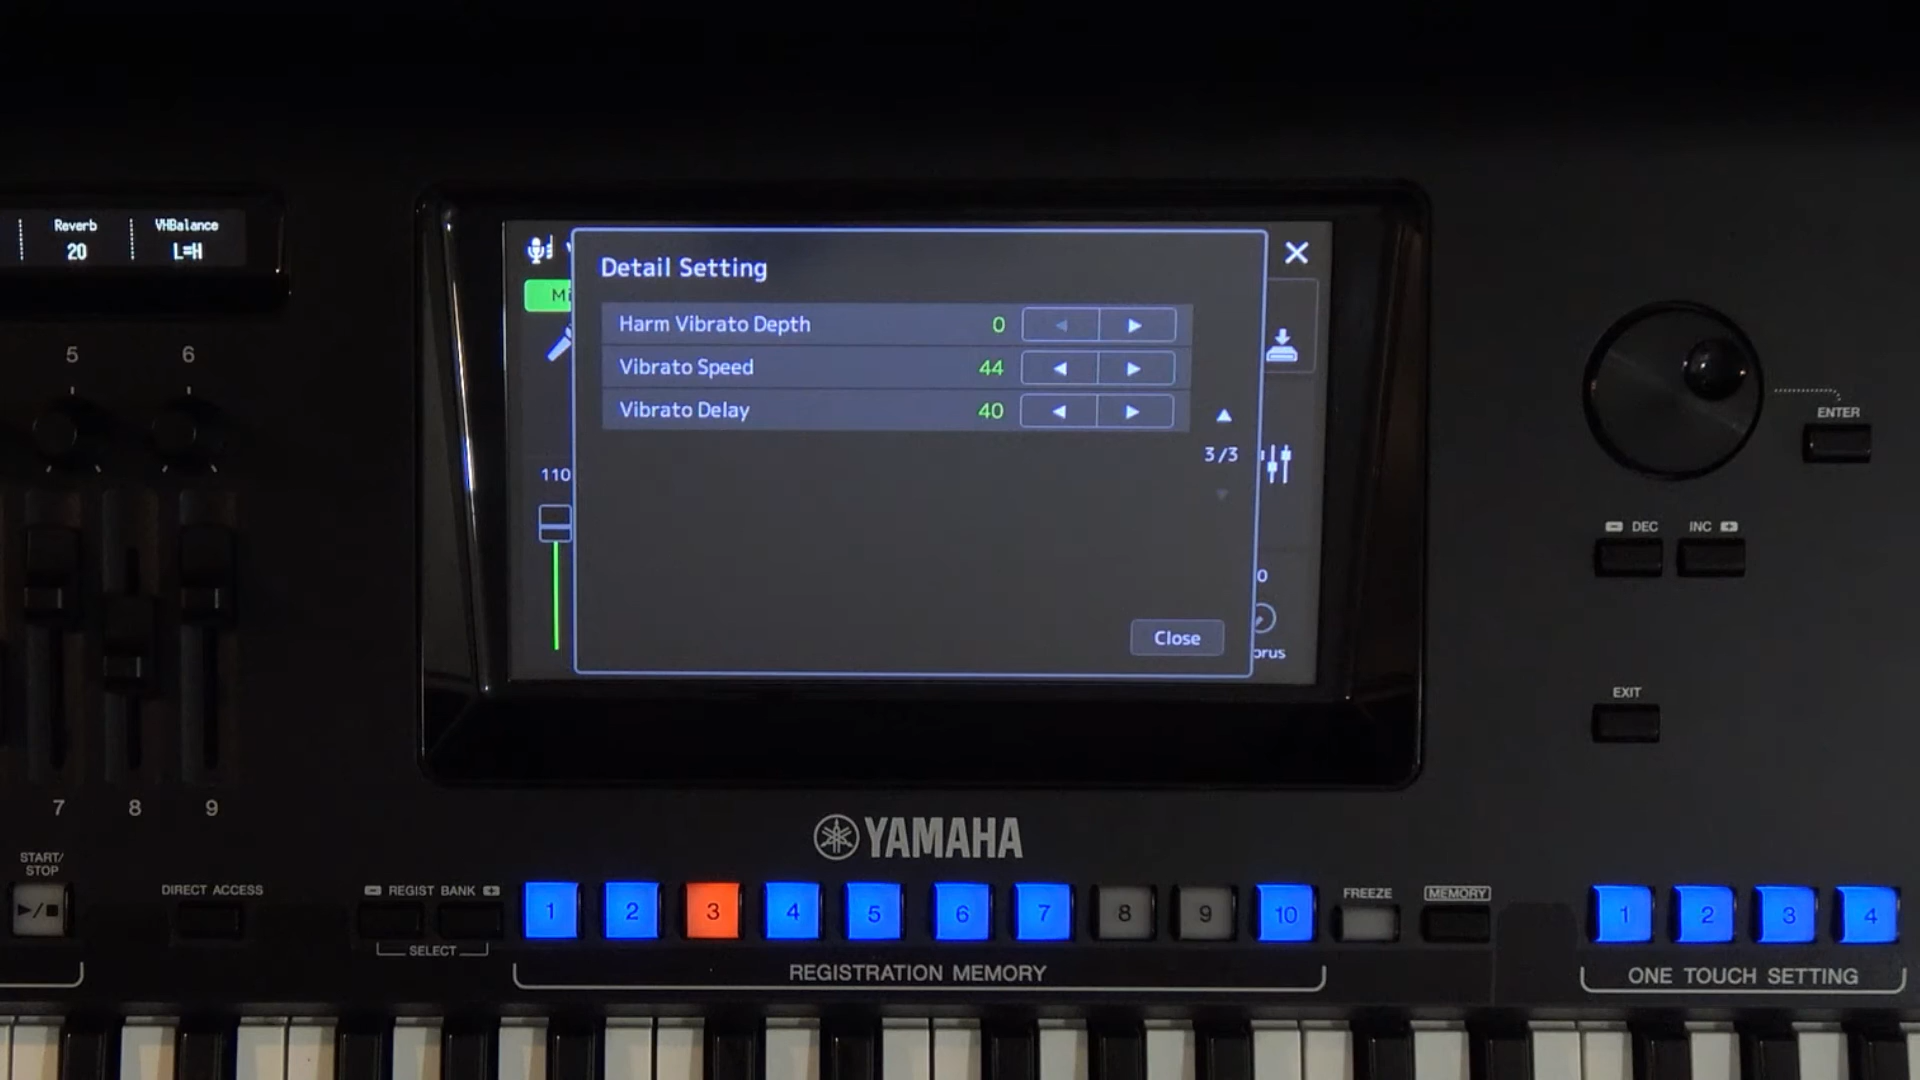 Reverb
VHBalance
20
L=H
Detail Setting
Harm Vibrato Depth 0
Vibrato Speed 44
Vibrato Delay 40
3/3
Close
110
5
6
7
8
9
START/
STOP
DIRECT ACCESS
REGIST BANK
SELECT
YAMAHA
1
2
3
4
5
6
7
8
9
10
FREEZE
MEMORY
REGISTRATION MEMORY
ENTER
DEC
INC
EXIT
1
2
3
4
ONE TOUCH SETTING